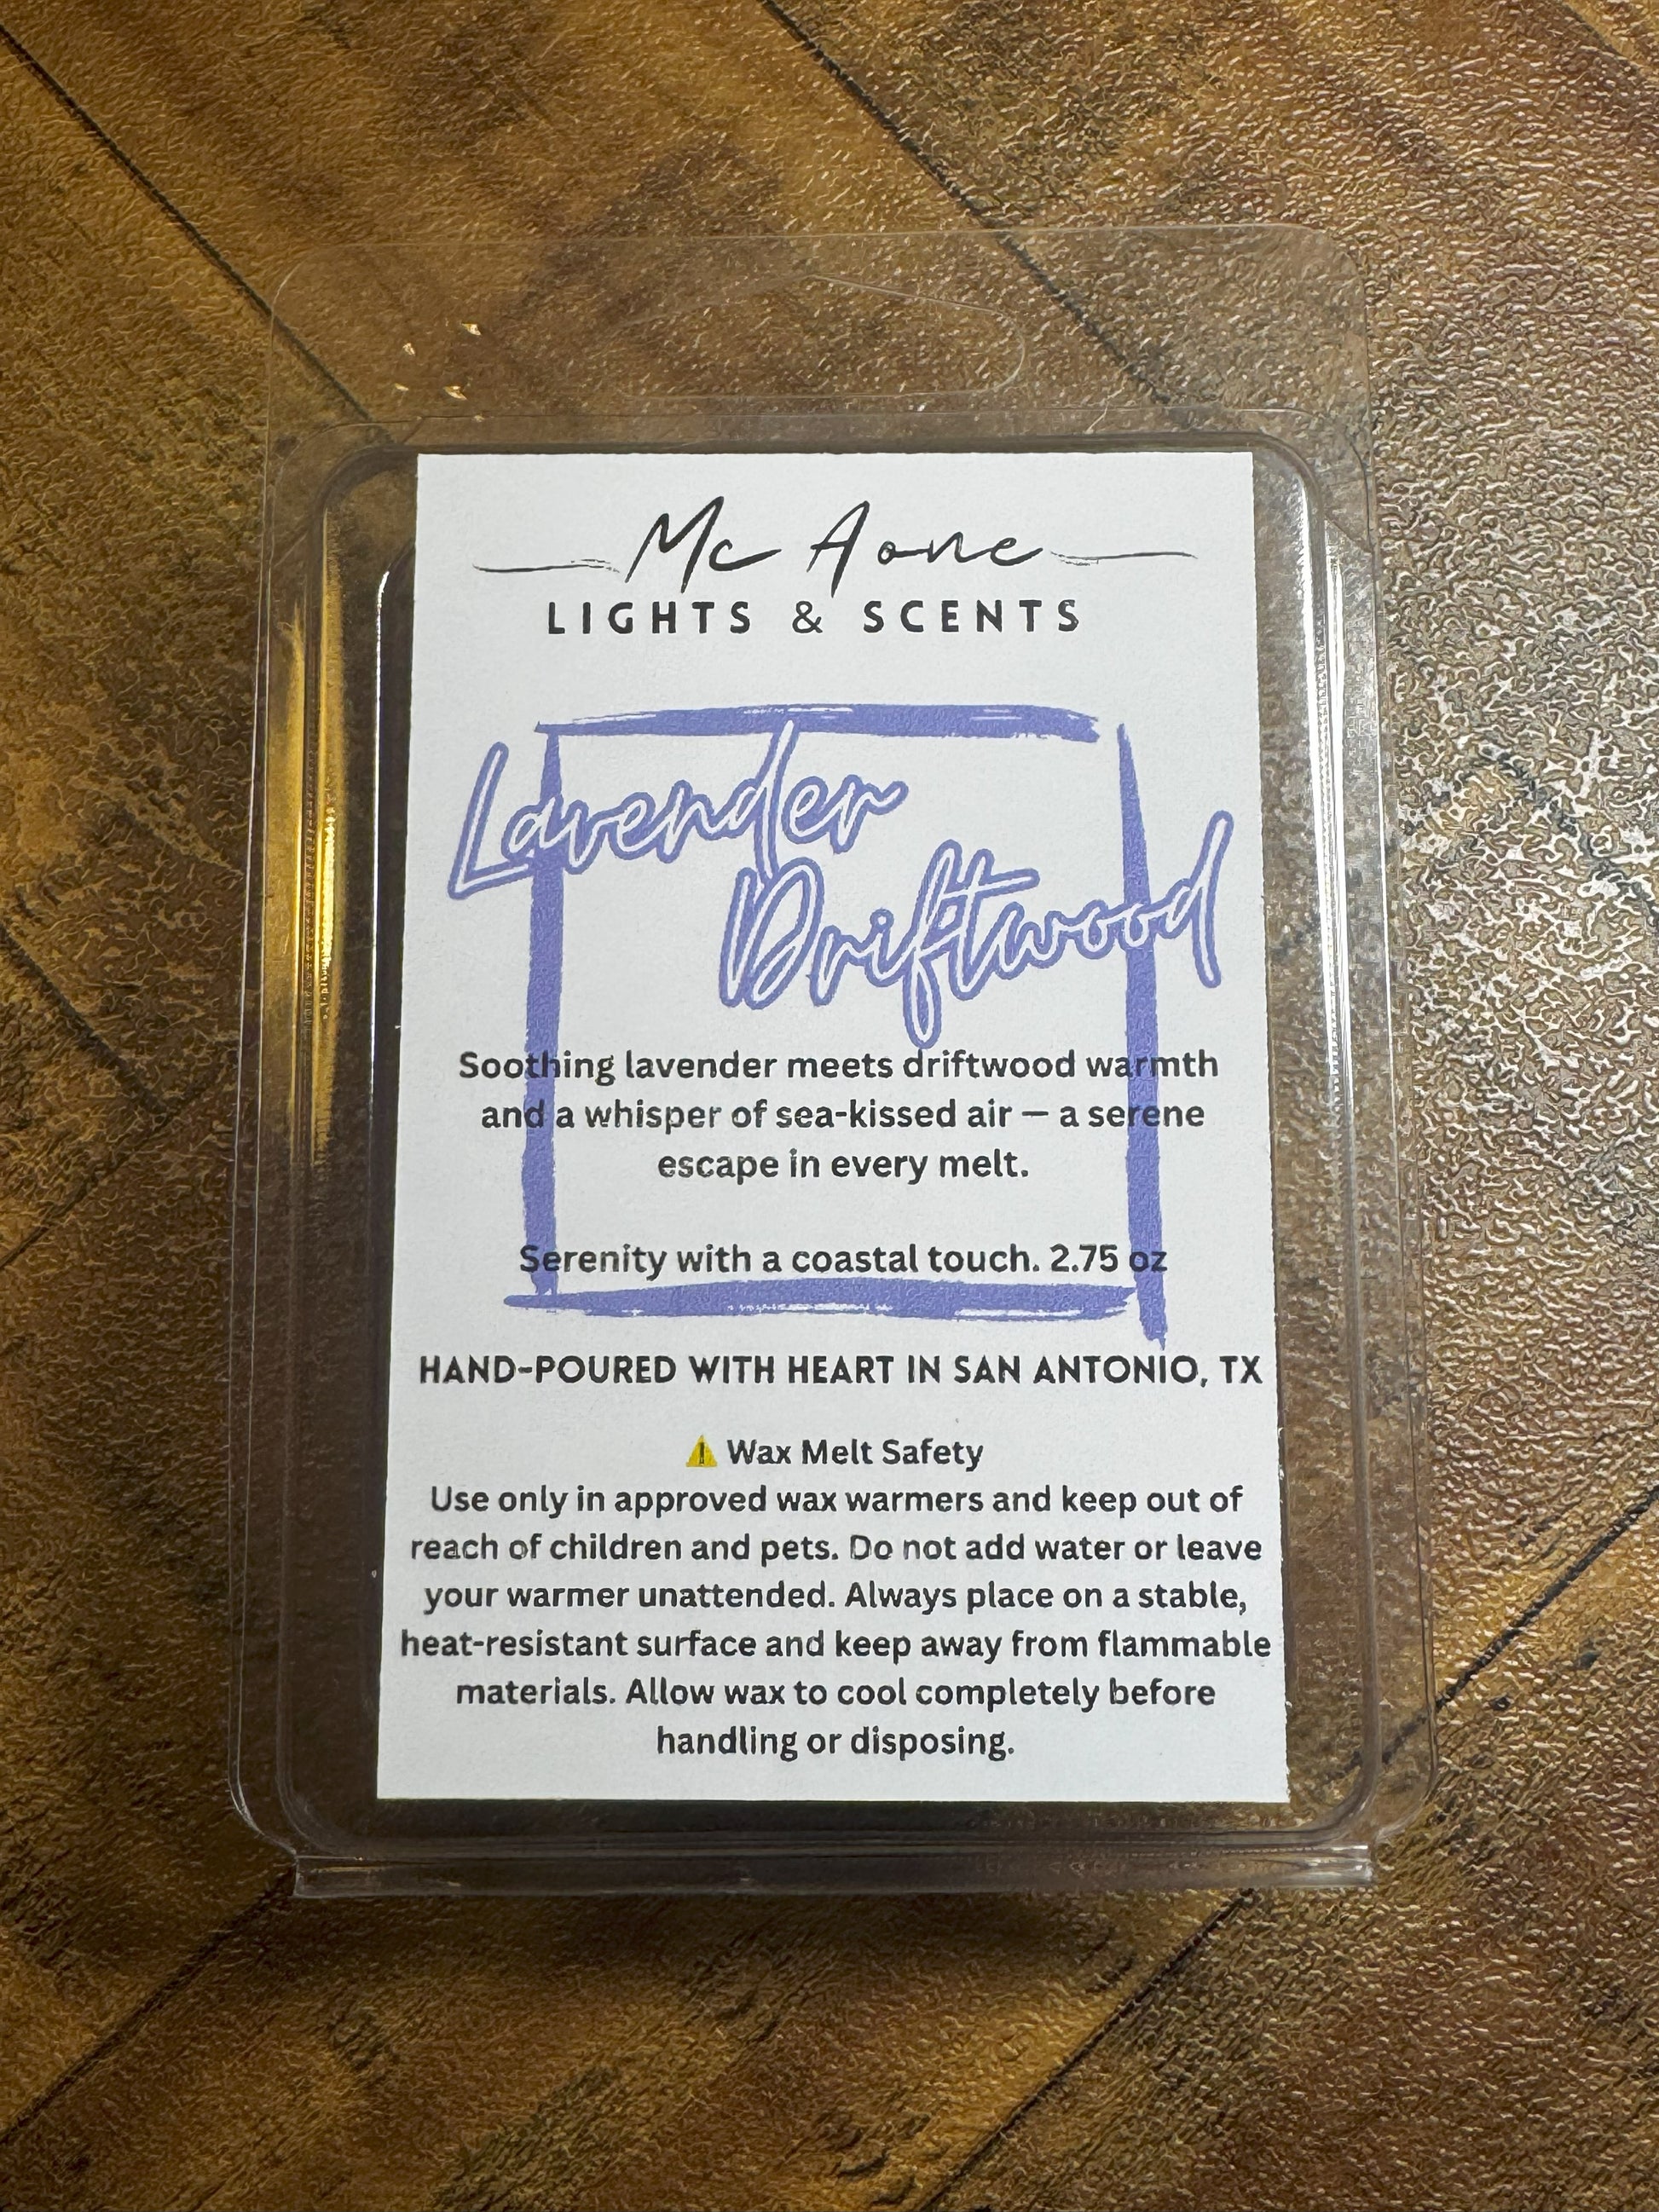 Mc Aone
LIGHTS & SCENTS
Lavender
Driftwood
Soothing lavender meets driftwood warmth
and a whisper of sea-kissed air — a serene
escape in every melt.
Serenity with a coastal touch. 2.75 oz
HAND-POURED WITH HEART IN SAN ANTONIO, TX
⚠️ Wax Melt Safety
Use only in approved wax warmers and keep out of
reach of children and pets. Do not add water or leave
your warmer unattended. Always place on a stable,
heat-resistant surface and keep away from flammable
materials. Allow wax to cool completely before
handling or disposing.